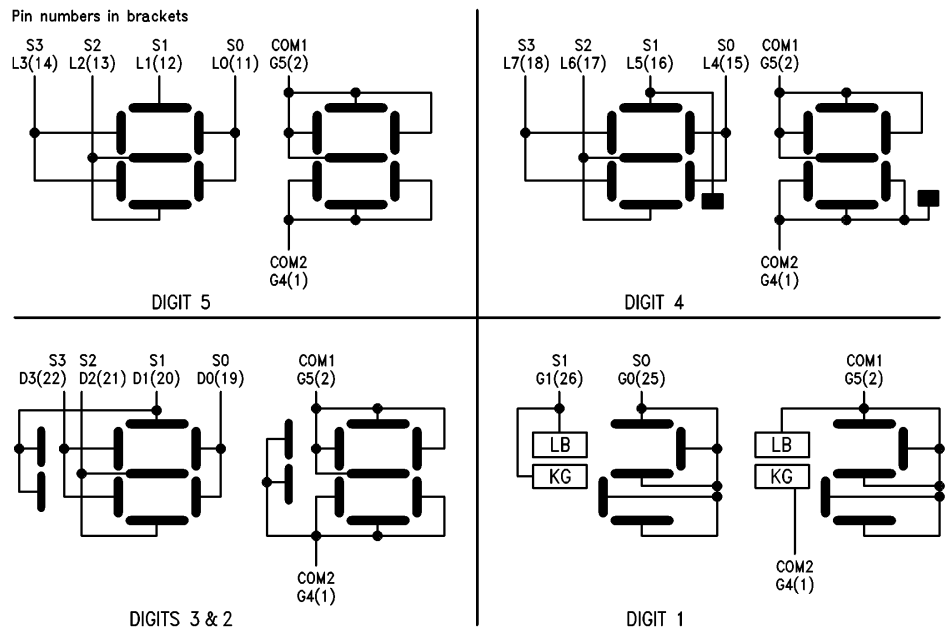 Pin numbers in brackets
S3 S2 S1 S0 COM1
L3(14) L2(13) L1(12) L0(11) G5(2)
COM2
G4(1)
DIGIT 5
S3 S2 S1 S0 COM1
L7(18) L6(17) L5(16) L4(15) G5(2)
COM2
G4(1)
DIGIT 4
S3 S2 S1 S0 COM1
D3(22) D2(21) D1(20) D0(19) G5(2)
COM2
G4(1)
DIGITS 3 & 2
S1 S0 COM1
G1(26) G0(25) G5(2)
LB LB
KG KG
COM2
G4(1)
DIGIT 1